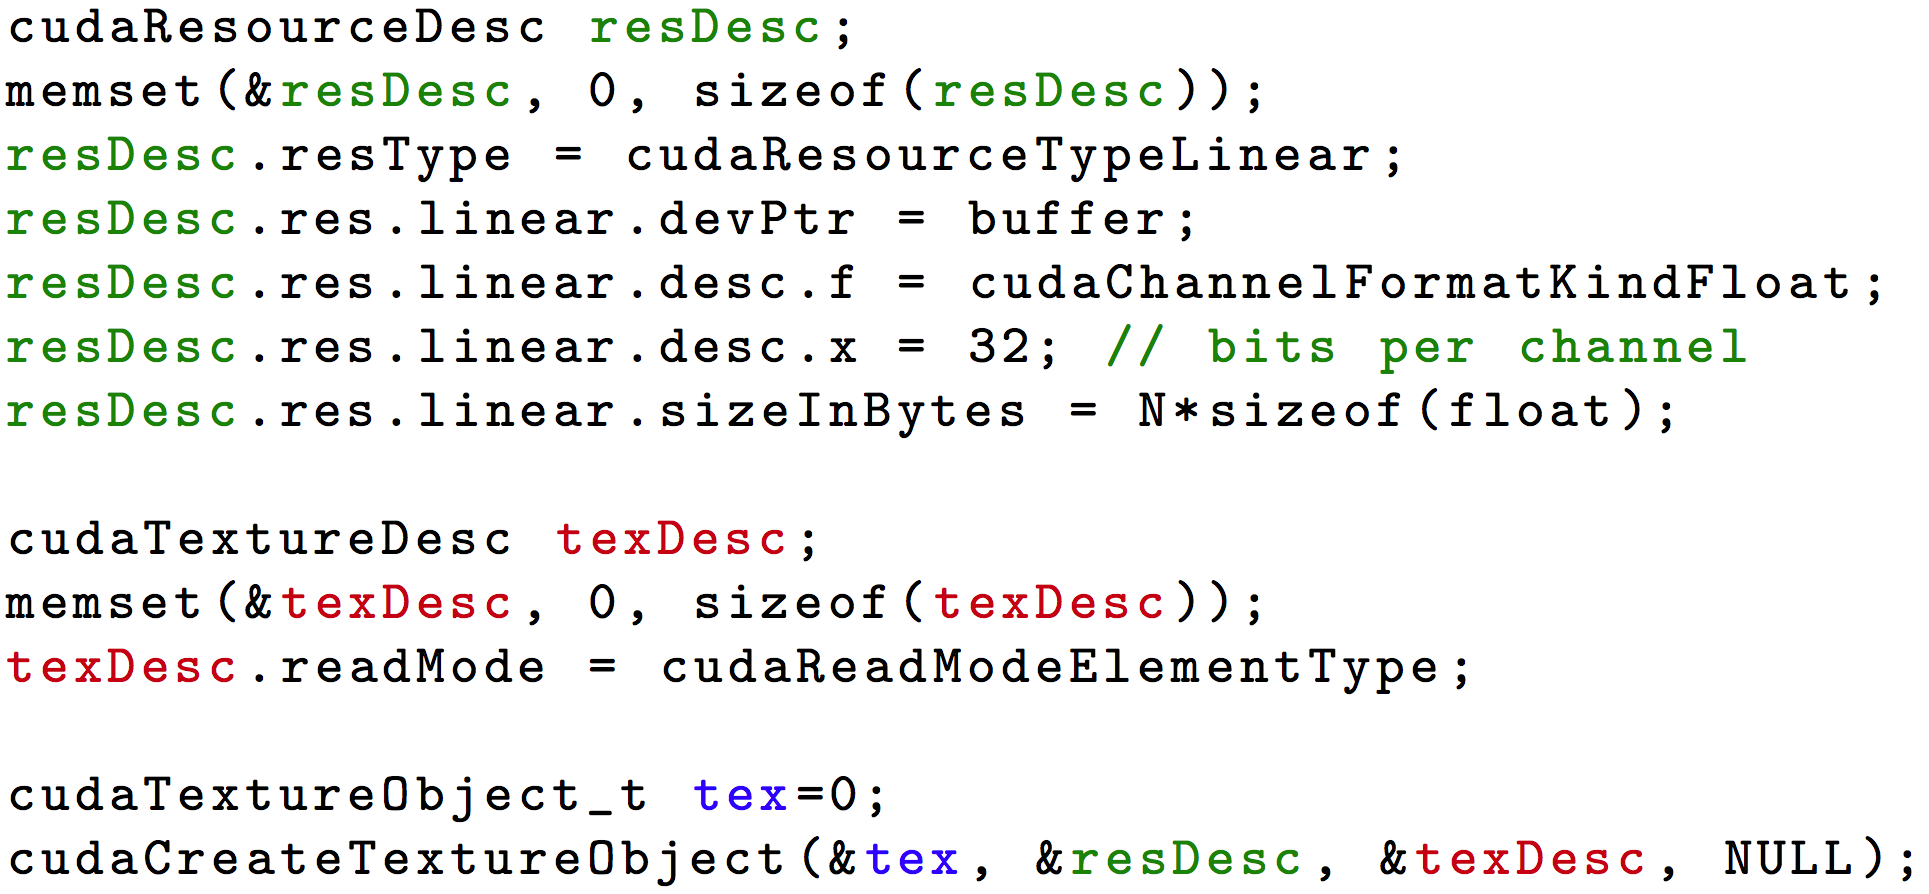 cudaResourceDesc resDesc;
memset(&resDesc, 0, sizeof(resDesc));
resDesc.resType = cudaResourceTypeLinear;
resDesc.res.linear.devPtr = buffer;
resDesc.res.linear.desc.f = cudaChannelFormatKindFloat;
resDesc.res.linear.desc.x = 32; // bits per channel
resDesc.res.linear.sizeInBytes = N*sizeof(float);
cudaTextureDesc texDesc;
memset(&texDesc, 0, sizeof(texDesc));
texDesc.readMode = cudaReadModeElementType;
cudaTextureObject_t tex=0;
cudaCreateTextureObject(&tex, &resDesc, &texDesc, NULL);